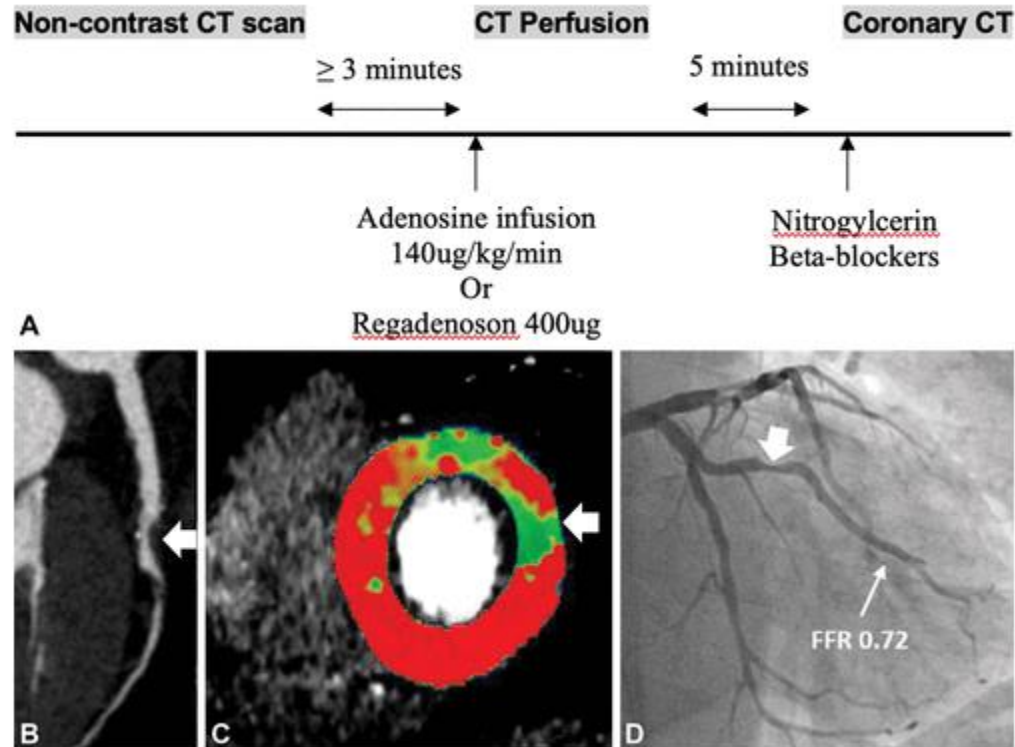 Non-contrast CT scan
CT Perfusion
Coronary CT
≥ 3 minutes
5 minutes
Adenosine infusion
140ug/kg/min
Or
Regadenoson 400ug
Nitrogylcerin
Beta-blockers
A
B
C
D
FFR 0.72